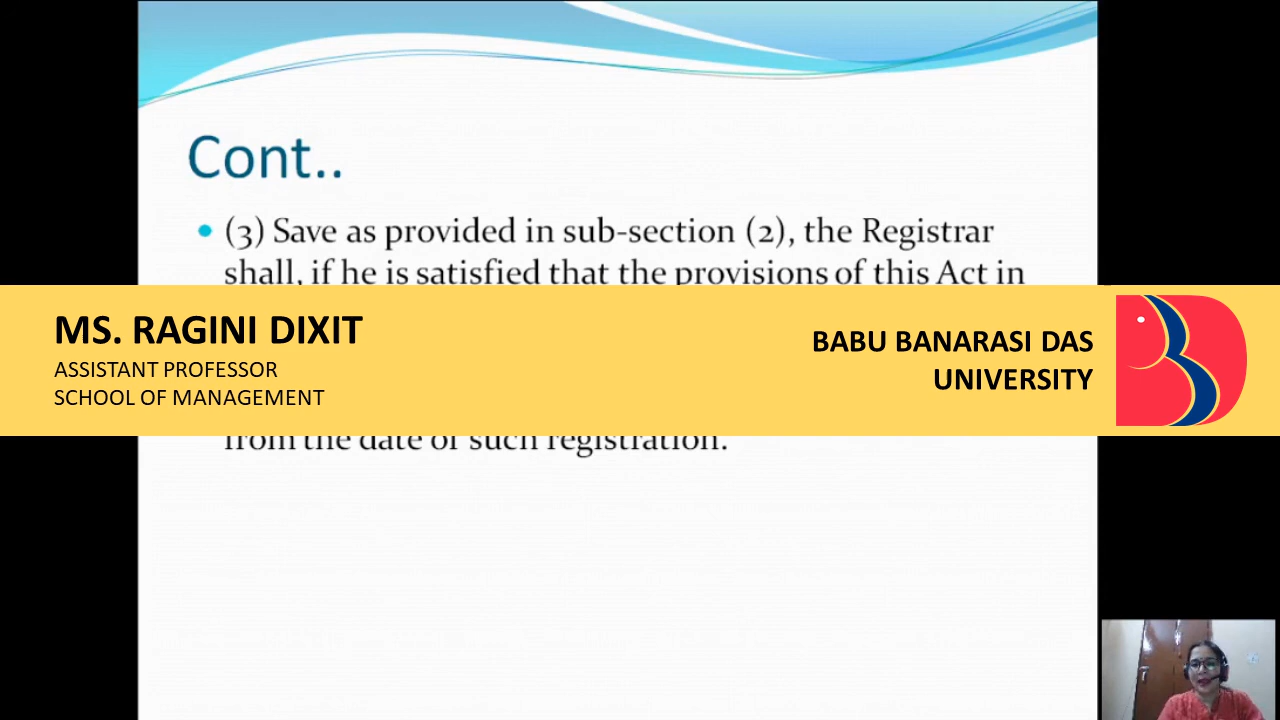 Cont..
(3) Save as provided in sub-section (2), the Registrar
shall, if he is satisfied that the provisions of this Act in
MS. RAGINI DIXIT
ASSISTANT PROFESSOR
SCHOOL OF MANAGEMENT
BABU BANARASI DAS
UNIVERSITY
from the date of such registration.